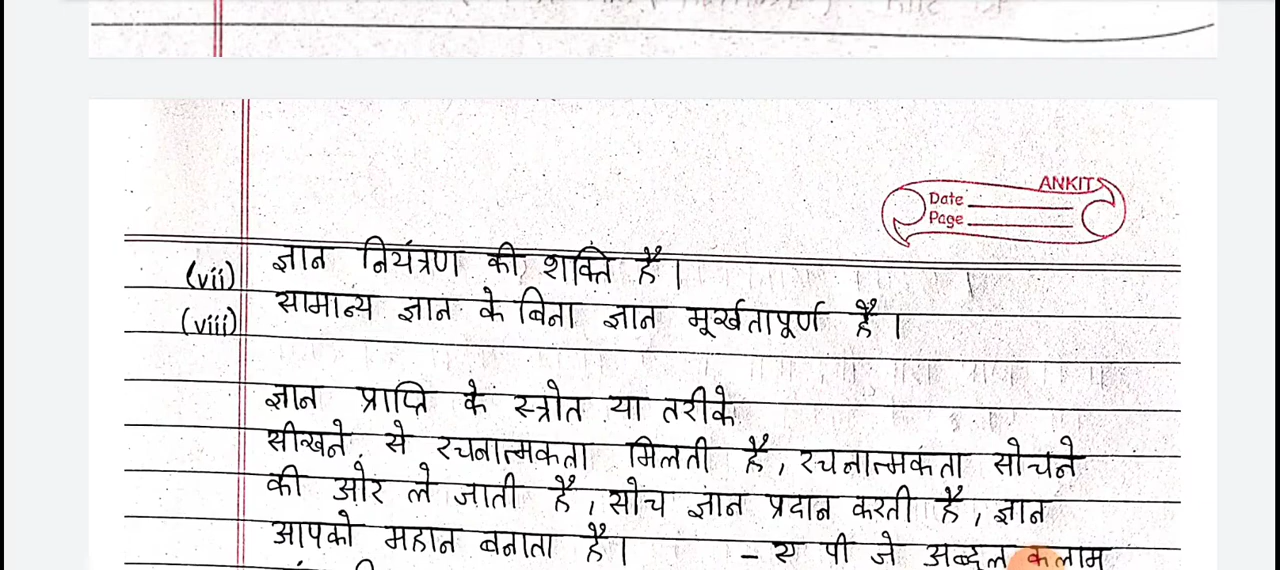 ANKIT
Date
Page
(vii) ज्ञान नियंत्रण की शक्ति है।
(viii) सामान्य ज्ञान के बिना ज्ञान मूर्खतापूर्ण है।
ज्ञान प्राप्ति के स्त्रोत या तरीके
सीखने से रचनात्मकता मिलती है, रचनात्मकता सोचने
की ओर ले जाती है, सोच ज्ञान प्रदान करती है, ज्ञान
आपको महान बनाता है। - ए पी जे अब्दुल कलाम